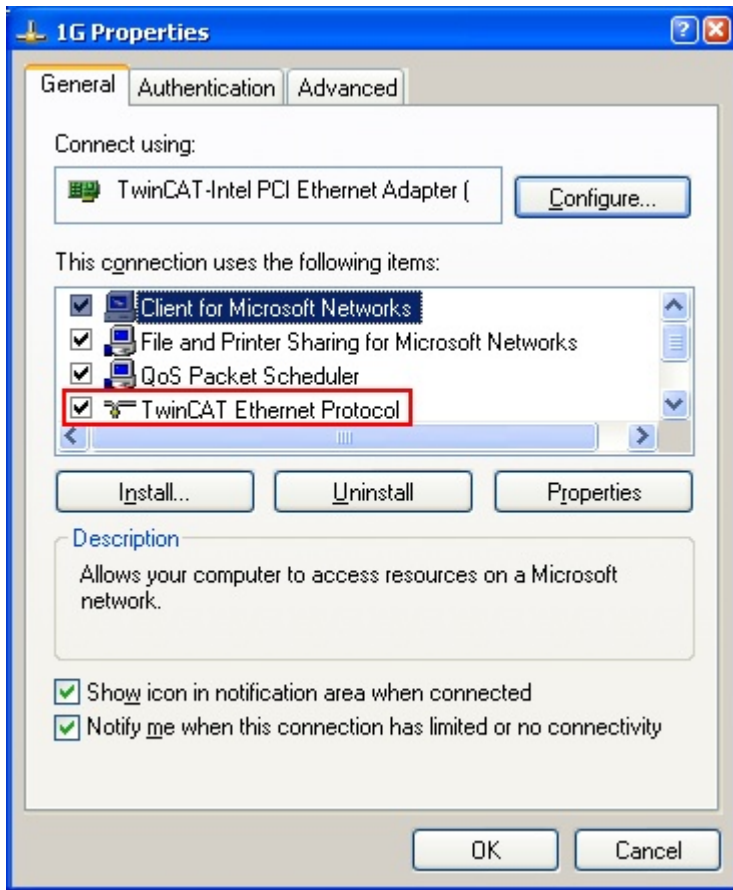 1G Properties
General Authentication Advanced
Connect using:
TwinCAT-Intel PCI Ethernet Adapter (
Configure...
This connection uses the following items:
Client for Microsoft Networks
File and Printer Sharing for Microsoft Networks
QoS Packet Scheduler
TwinCAT Ethernet Protocol
Install... Uninstall Properties
Description
Allows your computer to access resources on a Microsoft
network.
Show icon in notification area when connected
Notify me when this connection has limited or no connectivity
OK Cancel